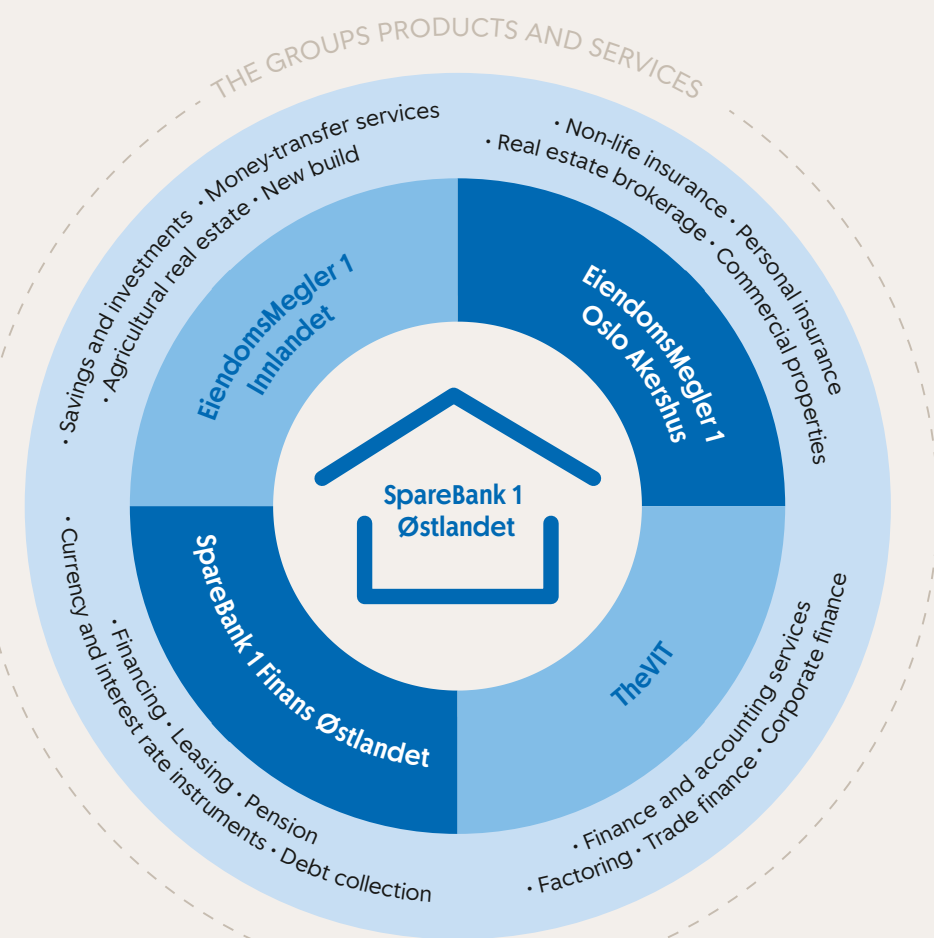 THE GROUPS PRODUCTS AND SERVICES
• Savings and investments • Money-transfer services
• Agricultural real estate • New build
• Non-life insurance • Personal insurance
• Real estate brokerage • Commercial properties
EiendomsMegler 1
Innlandet
EiendomsMegler 1
Oslo Akershus
SpareBank 1
Østlandet
SpareBank 1 Finans Østlandet
TheVIT
• Financing • Leasing • Pension
• Currency and interest rate instruments • Debt collection
• Finance and accounting services
• Factoring • Trade finance • Corporate finance